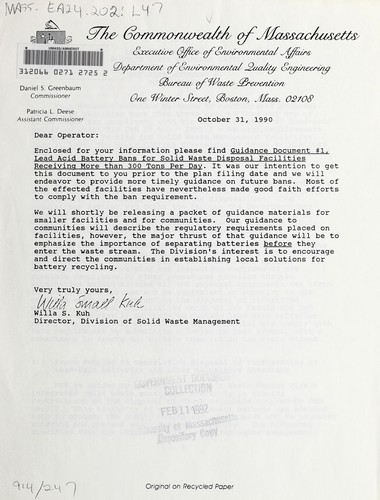 MASS. EA24.202: L47
The Commonwealth of Massachusetts
Executive Office of Environmental Affairs
Department of Environmental Quality Engineering
Bureau of Waste Prevention
One Winter Street, Boston, Mass. 02108
UMASS/AMHERST
312066 0271 2725 2
Daniel S. Greenbaum
Commissioner
Patricia L. Deese
Assistant Commissioner
October 31, 1990
Dear Operator:
Enclosed for your information please find Guidance Document #1,
Lead Acid Battery Bans for Solid Waste Disposal Facilities
Receiving More than 300 Tons Per Day. It was our intention to get
this document to you prior to the plan filing date and we will
endeavor to provide more timely guidance on future bans. Most of
the effected facilities have nevertheless made good faith efforts
to comply with the ban requirement.
We will shortly be releasing a packet of guidance materials for
smaller facilities and for communities. Our guidance to
communities will describe the regulatory requirements placed on
facilities, however, the major thrust of that guidance will be to
emphasize the importance of separating batteries before they
enter the waste stream. The Division's interest is to encourage
and direct the communities in establishing local solutions for
battery recycling.
Very truly yours,
Willa Small Kuh
Willa S. Kuh
Director, Division of Solid Waste Management
GOVERNMENT DOCUMENTS
COLLECTION
FEB 11 1992
University of Massachusetts
Depository Copy
914/247
Original on Recycled Paper